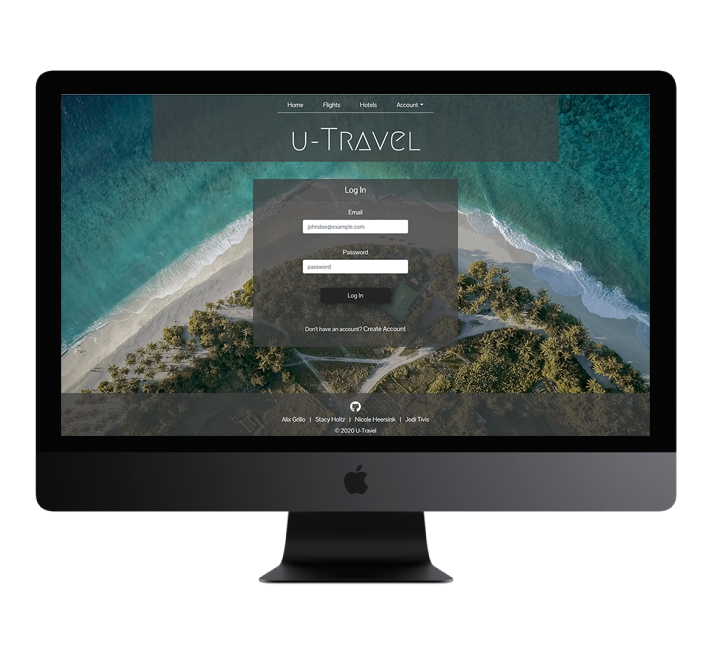 Home Flights Hotels Account
U-TRAVEL
Log In
Email
johndoe@example.com
Password
password
Log In
Don't have an account? Create Account
Alix Grillo | Stacy Holtz | Nicole Heersink | Jodi Tivis
© 2020 U-Travel